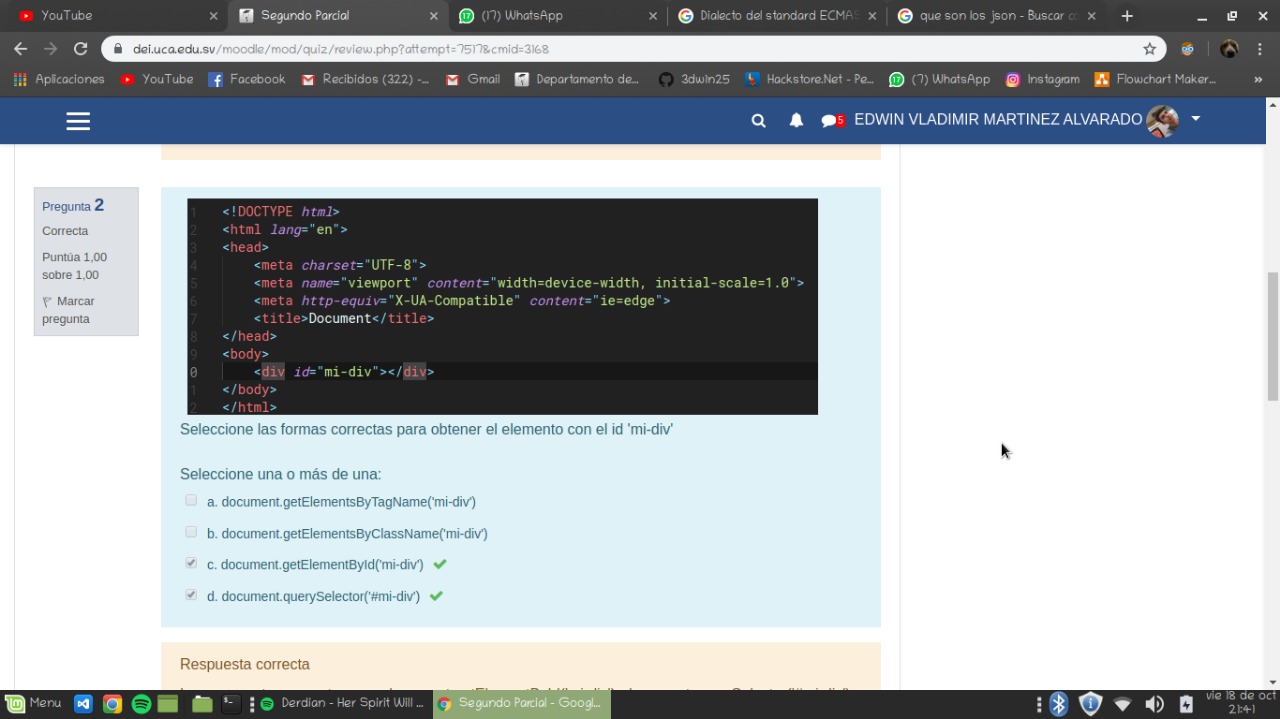 YouTube
Segundo Parcial
(17) WhatsApp
Dialecto del standard ECMAS
que son los json - Buscar co
dei.uca.edu.sv/moodle/mod/quiz/review.php?attempt=7517&cmid=3168
Aplicaciones
YouTube
Facebook
Recibidos (322) -...
Gmail
Departamento de...
3dw1n25
Hackstore.Net - Pe...
(7) WhatsApp
Instagram
Flowchart Maker...
»
5
EDWIN VLADIMIR MARTINEZ ALVARADO
Pregunta 2
Correcta
Puntúa 1,00
sobre 1,00
Marcar
pregunta
1 <!DOCTYPE html>
2 <html lang="en">
3 <head>
4 <meta charset="UTF-8">
5 <meta name="viewport" content="width=device-width, initial-scale=1.0">
6 <meta http-equiv="X-UA-Compatible" content="ie=edge">
7 <title>Document</title>
8 </head>
9 <body>
0 <div id="mi-div"></div>
1 </body>
2 </html>
Seleccione las formas correctas para obtener el elemento con el id 'mi-div'
Seleccione una o más de una:
a. document.getElementsByTagName('mi-div')
b. document.getElementsByClassName('mi-div')
c. document.getElementById('mi-div')
d. document.querySelector('#mi-div')
Respuesta correcta
Menu
Derdian - Her Spirit Will ...
Segundo Parcial - Googl...
vie 18 de oct
21:41